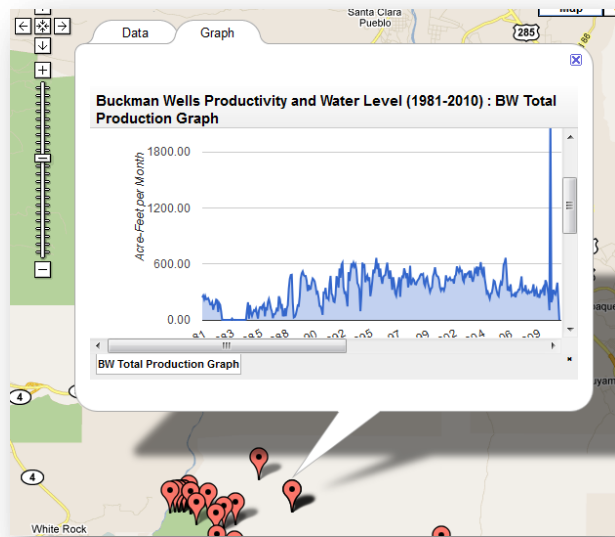 Santa Clara
Pueblo
Map
285
Data
Graph
Buckman Wells Productivity and Water Level (1981-2010) : BW Total
Production Graph
Acre-Feet per Month
1800.00
1200.00
600.00
0.00
BW Total Production Graph
4
4
White Rock